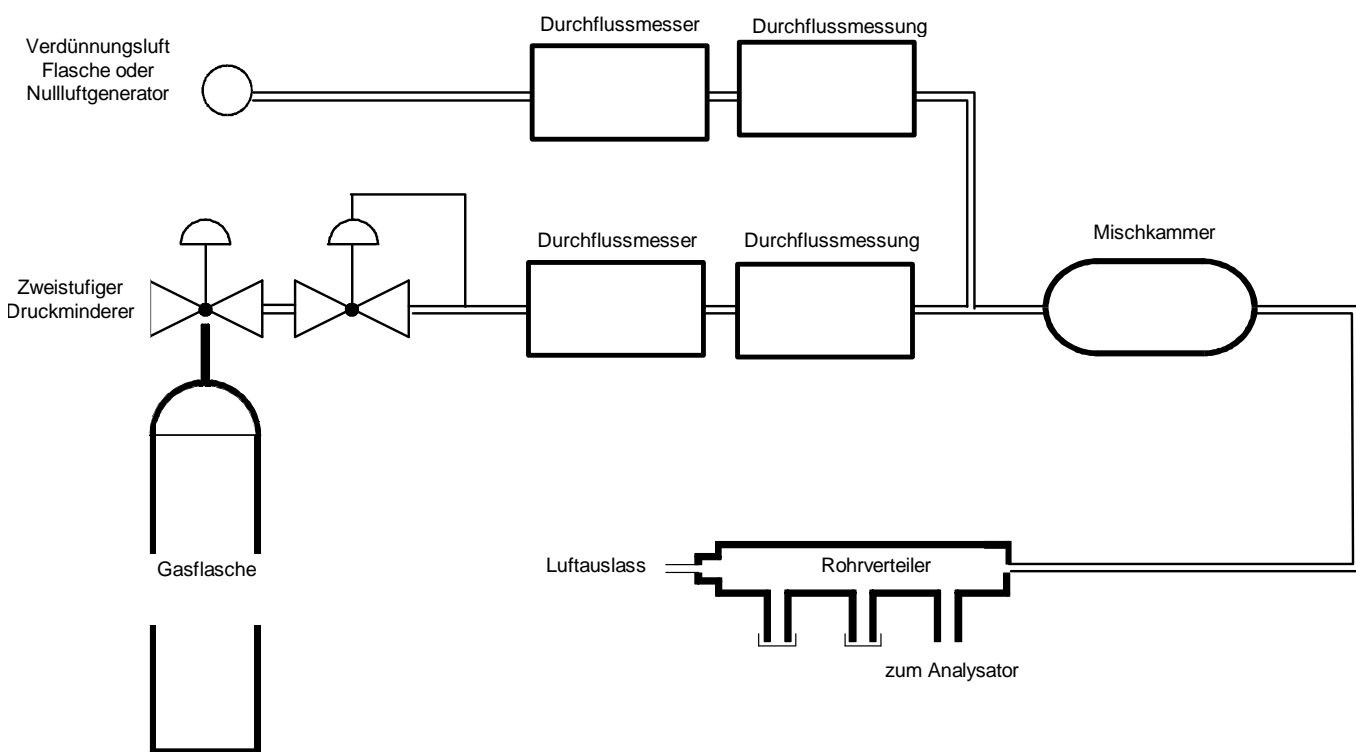 Durchflussmesser
Durchflussmessung
Verdünnungsluft
Flasche oder
Nullluftgenerator
Durchflussmesser
Durchflussmessung
Mischkammer
Zweistufiger
Druckminderer
Gasflasche
Luftauslass
Rohrverteiler
zum Analysator